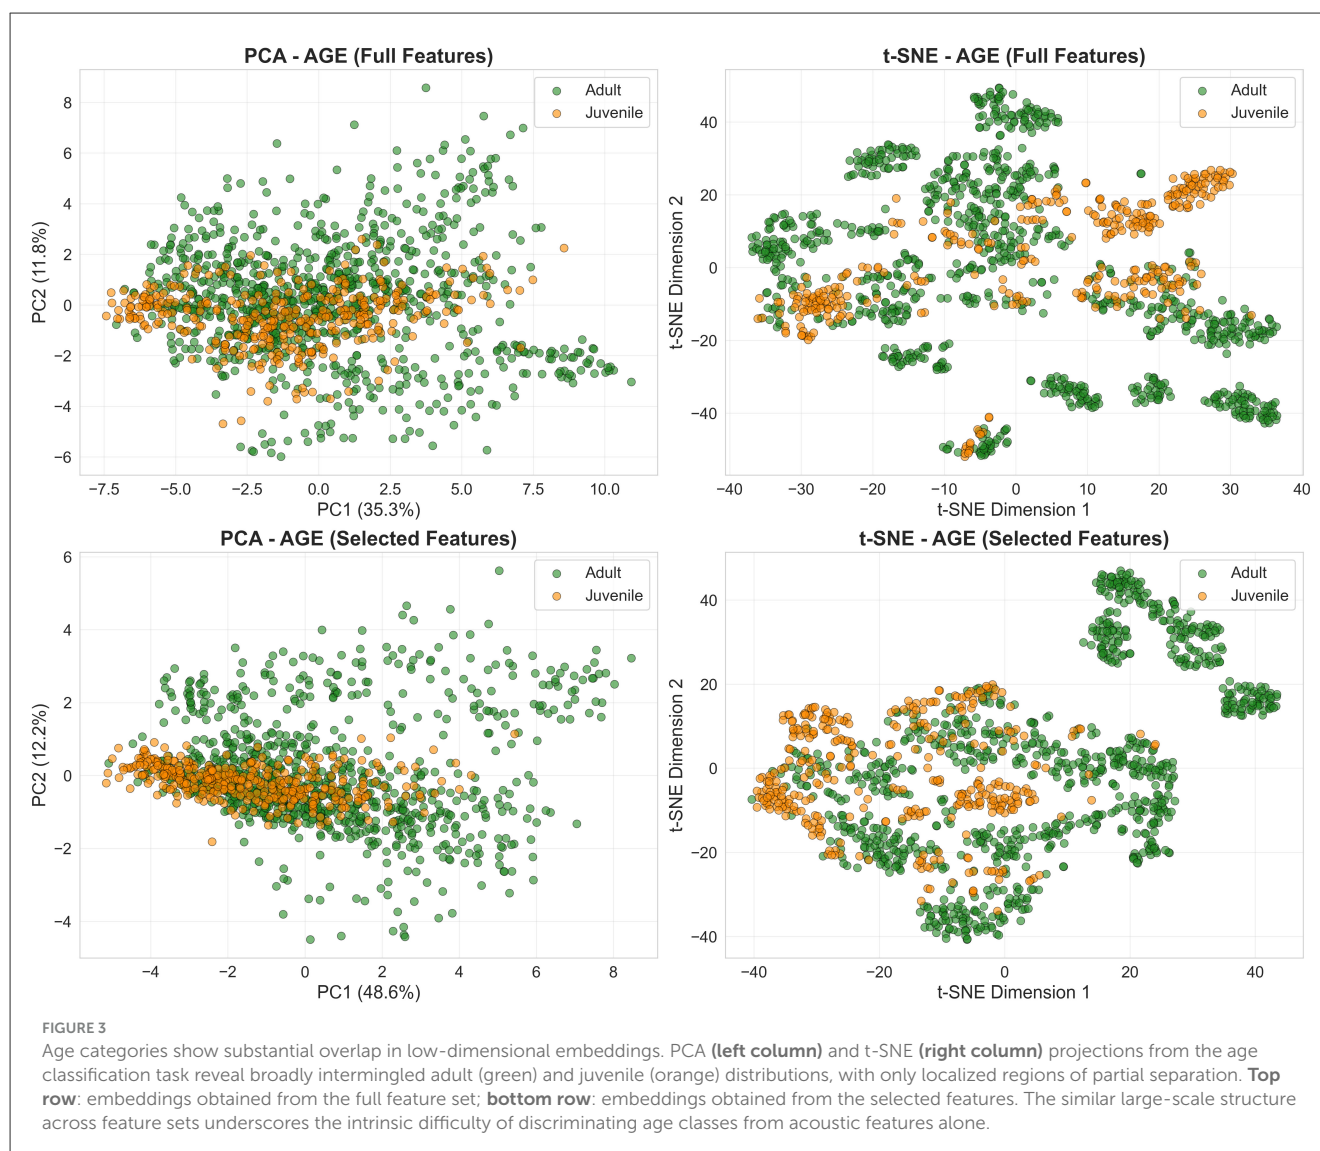 PCA - AGE (Full Features)
Adult
Juvenile
PC2 (11.8%)
8
6
4
2
0
−2
−4
−6
−7.5 −5.0 −2.5 0.0 2.5 5.0 7.5 10.0
PC1 (35.3%)
t-SNE - AGE (Full Features)
Adult
Juvenile
t-SNE Dimension 2
40
20
0
−20
−40
−40 −30 −20 −10 0 10 20 30 40
t-SNE Dimension 1
PCA - AGE (Selected Features)
Adult
Juvenile
PC2 (12.2%)
6
4
2
0
−2
−4
−4 −2 0 2 4 6 8
PC1 (48.6%)
t-SNE - AGE (Selected Features)
Adult
Juvenile
t-SNE Dimension 2
40
20
0
−20
−40
−40 −20 0 20 40
t-SNE Dimension 1
FIGURE 3
Age categories show substantial overlap in low-dimensional embeddings. PCA (left column) and t-SNE (right column) projections from the age
classification task reveal broadly intermingled adult (green) and juvenile (orange) distributions, with only localized regions of partial separation. Top
row: embeddings obtained from the full feature set; bottom row: embeddings obtained from the selected features. The similar large-scale structure
across feature sets underscores the intrinsic difficulty of discriminating age classes from acoustic features alone.